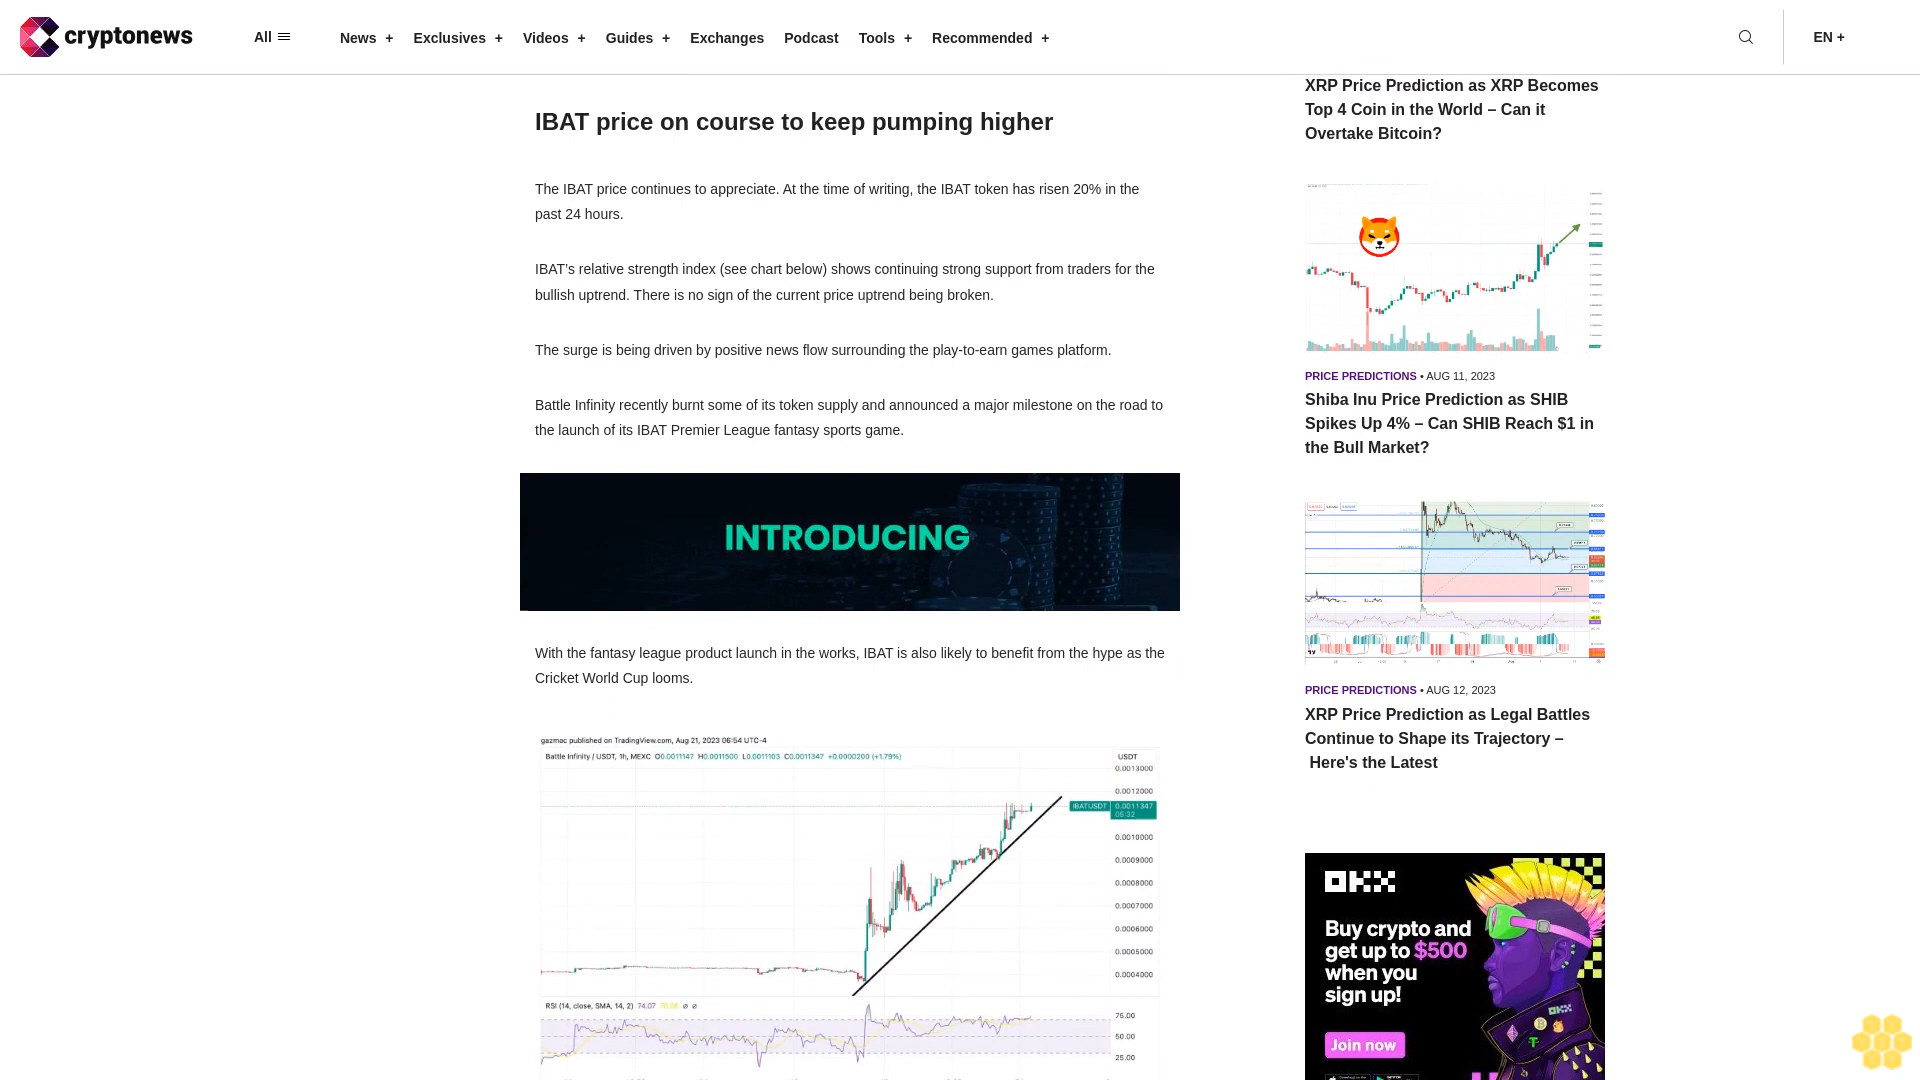 cryptonews
All
News +
Exclusives +
Videos +
Guides +
Exchanges
Podcast
Tools +
Recommended +
EN +
IBAT price on course to keep pumping higher
The IBAT price continues to appreciate. At the time of writing, the IBAT token has risen 20% in the
past 24 hours.
IBAT’s relative strength index (see chart below) shows continuing strong support from traders for the
bullish uptrend. There is no sign of the current price uptrend being broken.
The surge is being driven by positive news flow surrounding the play-to-earn games platform.
Battle Infinity recently burnt some of its token supply and announced a major milestone on the road to
the launch of its IBAT Premier League fantasy sports game.
INTRODUCING
With the fantasy league product launch in the works, IBAT is also likely to benefit from the hype as the
Cricket World Cup looms.
gazmac published on TradingView.com, Aug 21, 2023 06:54 UTC-4
Battle Infinity / USDT, 1h, MEXC O0.0011147 H0.0011500 L0.0011103 C0.0011347 +0.0000200 (+1.79%)
USDT
0.0013000
0.0012000
IBATUSDT 0.0011347
05:32
0.0010000
0.0009000
0.0008000
0.0007000
0.0006000
0.0005000
0.0004000
RSI (14, close, SMA, 14, 2) 74.07
75.00
50.00
25.00
XRP Price Prediction as XRP Becomes
Top 4 Coin in the World – Can it
Overtake Bitcoin?
PRICE PREDICTIONS • AUG 11, 2023
Shiba Inu Price Prediction as SHIB
Spikes Up 4% – Can SHIB Reach $1 in
the Bull Market?
PRICE PREDICTIONS • AUG 12, 2023
XRP Price Prediction as Legal Battles
Continue to Shape its Trajectory –
Here's the Latest
OKX
Buy crypto and
get up to $500
when you
sign up!
Join now
OKX